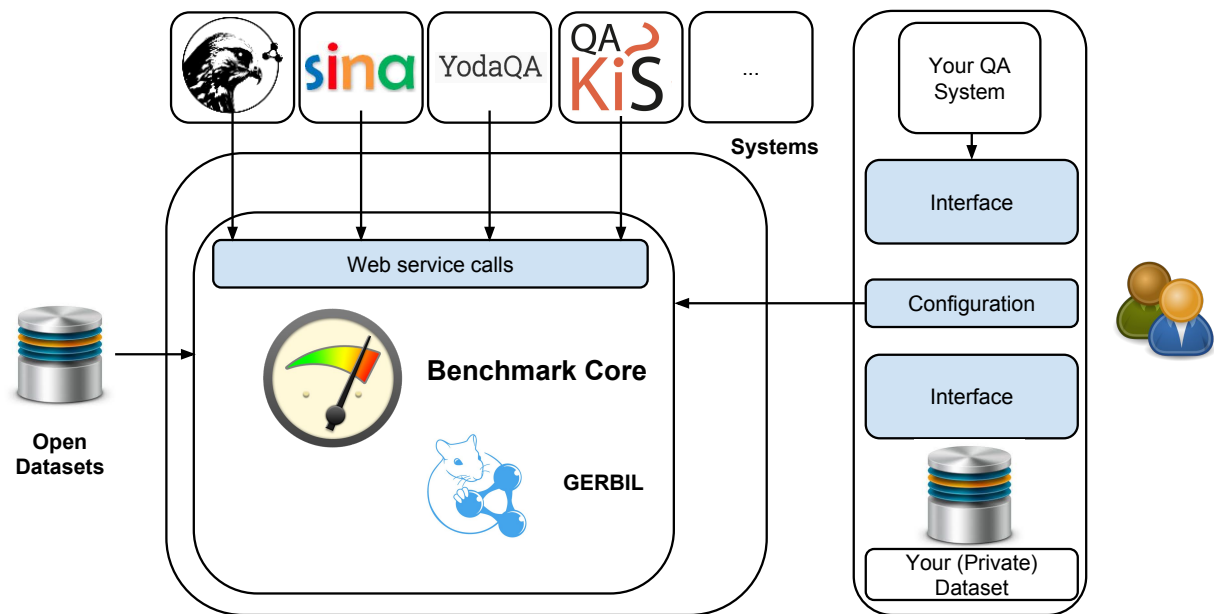 sina
YodaQA
QA
KiS
...
Systems
Your QA
System
Interface
Web service calls
Configuration
Benchmark Core
Interface
Open
Datasets
GERBIL
Your (Private)
Dataset